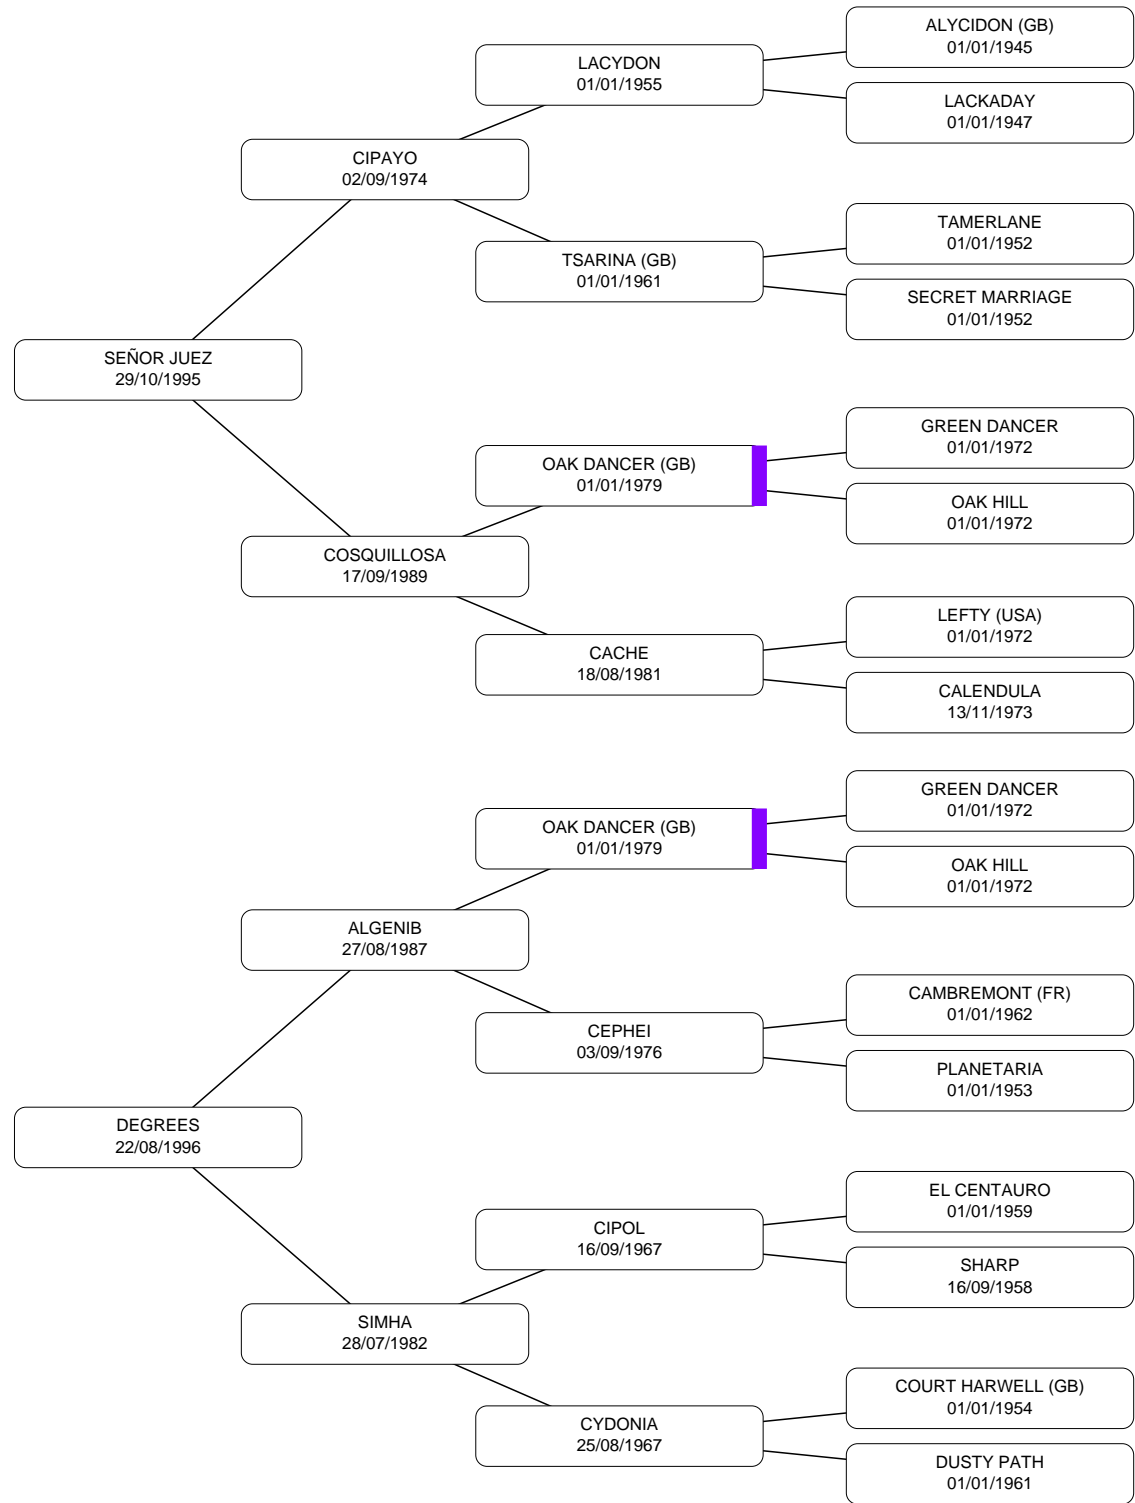 ALYCIDON (GB)
01/01/1945
LACYDON
01/01/1955
LACKADAY
01/01/1947
CIPAYO
02/09/1974
TAMERLANE
01/01/1952
TSARINA (GB)
01/01/1961
SECRET MARRIAGE
01/01/1952
SEÑOR JUEZ
29/10/1995
GREEN DANCER
01/01/1972
OAK DANCER (GB)
01/01/1979
OAK HILL
01/01/1972
COSQUILLOSA
17/09/1989
LEFTY (USA)
01/01/1972
CACHE
18/08/1981
CALENDULA
13/11/1973
GREEN DANCER
01/01/1972
OAK DANCER (GB)
01/01/1979
OAK HILL
01/01/1972
ALGENIB
27/08/1987
CAMBREMONT (FR)
01/01/1962
CEPHEI
03/09/1976
PLANETARIA
01/01/1953
DEGREES
22/08/1996
EL CENTAURO
01/01/1959
CIPOL
16/09/1967
SHARP
16/09/1958
SIMHA
28/07/1982
COURT HARWELL (GB)
01/01/1954
CYDONIA
25/08/1967
DUSTY PATH
01/01/1961